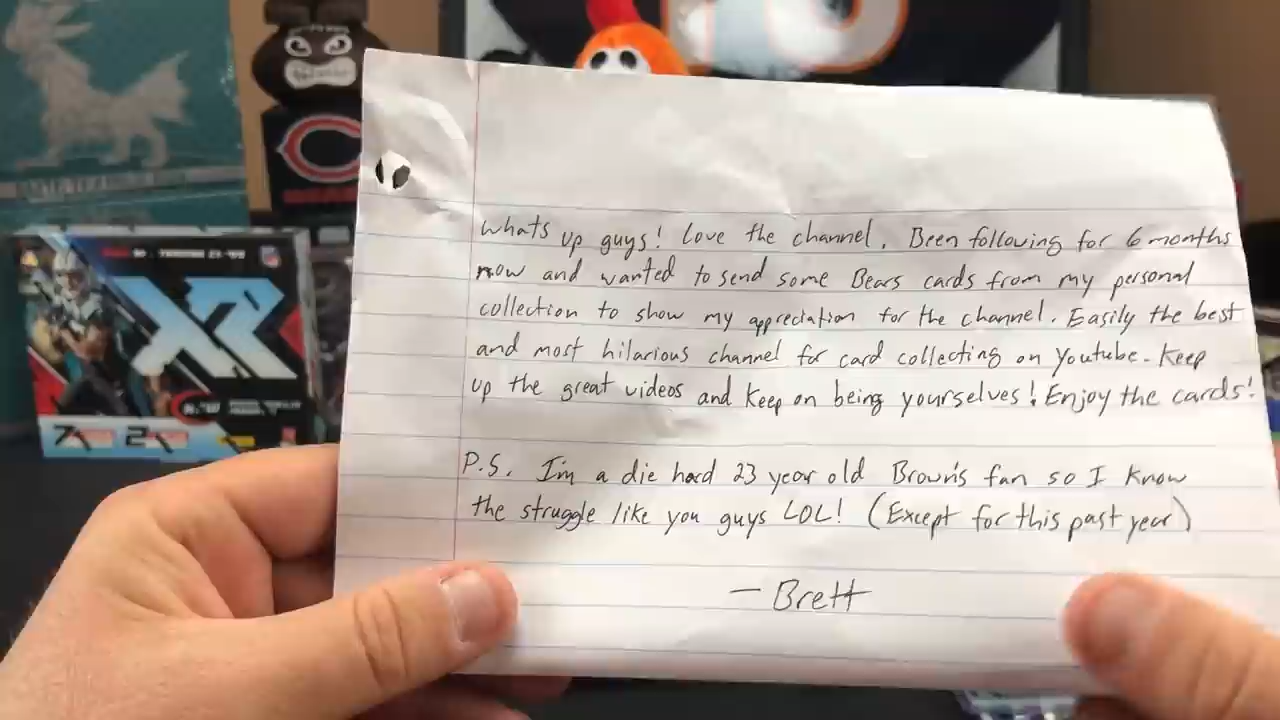 Whats up guys! Love the channel. Been following for 6 months
now and wanted to send some Bears cards from my personal
collection to show my appreciation for the channel. Easily the best
and most hilarious channel for card collecting on Youtube. Keep
up the great videos and keep on being yourselves! Enjoy the cards!
P.S. I'm a die hard 23 year old Brown's fan so I know
the struggle like you guys LOL! (Except for this past year)
— Brett
XR
7
2